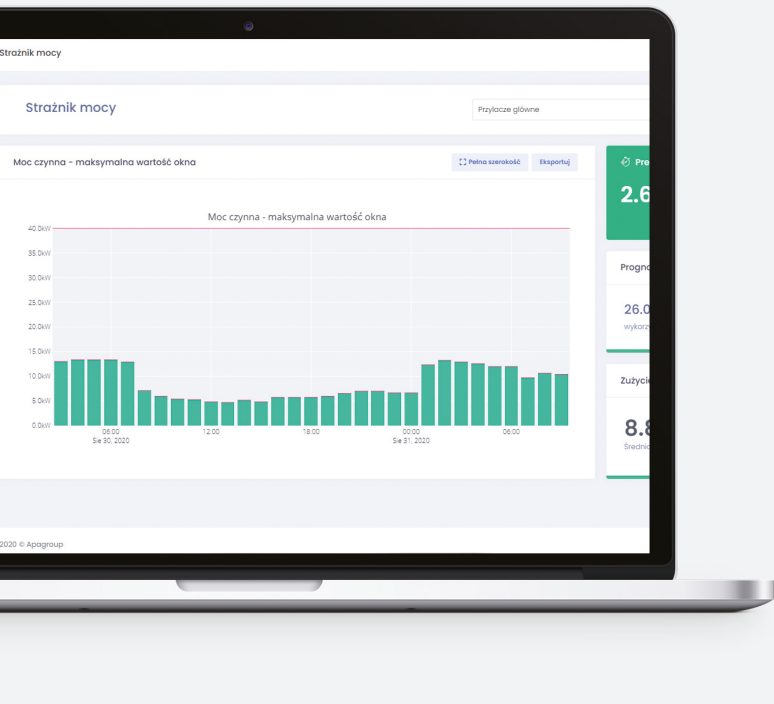 Strażnik mocy
Strażnik mocy
Przylacze główne
Moc czynna - maksymalna wartość okna
Pełna szerokość
Eksportuj
Moc czynna - maksymalna wartość okna
40.0kW
35.0kW
30.0kW
25.0kW
20.0kW
15.0kW
10.0kW
5.0kW
0.0kW
06:00
Sie 30, 2020
12:00
18:00
00:00
Sie 31, 2020
06:00
2.6
26.0
8.8
2020 © Apagroup